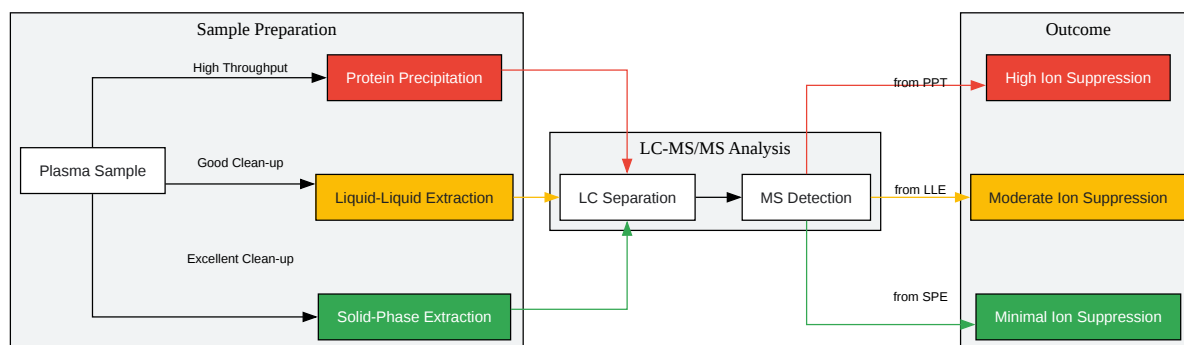 Sample Preparation
Outcome
High Throughput
Protein Precipitation
from PPT
High Ion Suppression
LC-MS/MS Analysis
Plasma Sample
Good Clean-up
Liquid-Liquid Extraction
LC Separation
MS Detection
from LLE
Moderate Ion Suppression
Excellent Clean-up
from SPE
Solid-Phase Extraction
Minimal Ion Suppression